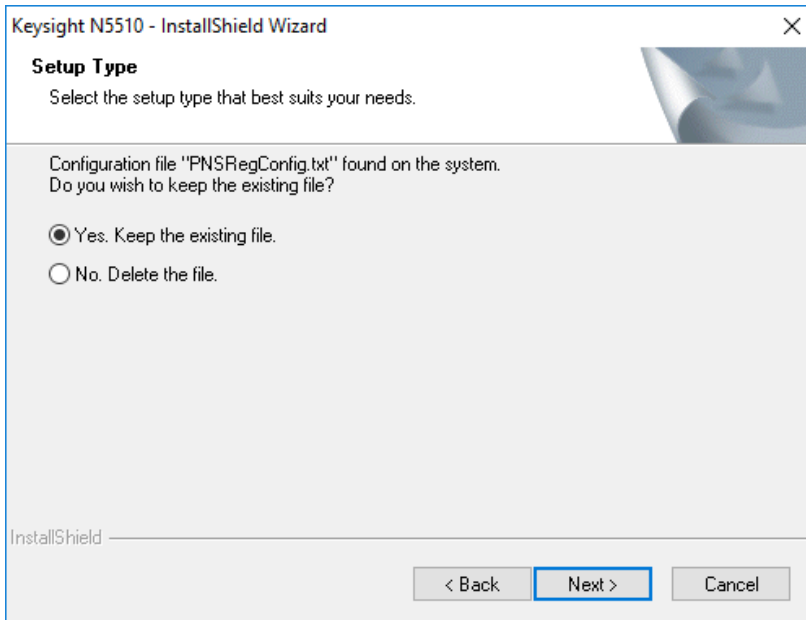 Keysight N5510 - InstallShield Wizard
Setup Type
Select the setup type that best suits your needs.
Configuration file "PNSRegConfig.txt" found on the system.
Do you wish to keep the existing file?
Yes. Keep the existing file.
No. Delete the file.
InstallShield
< Back
Next >
Cancel